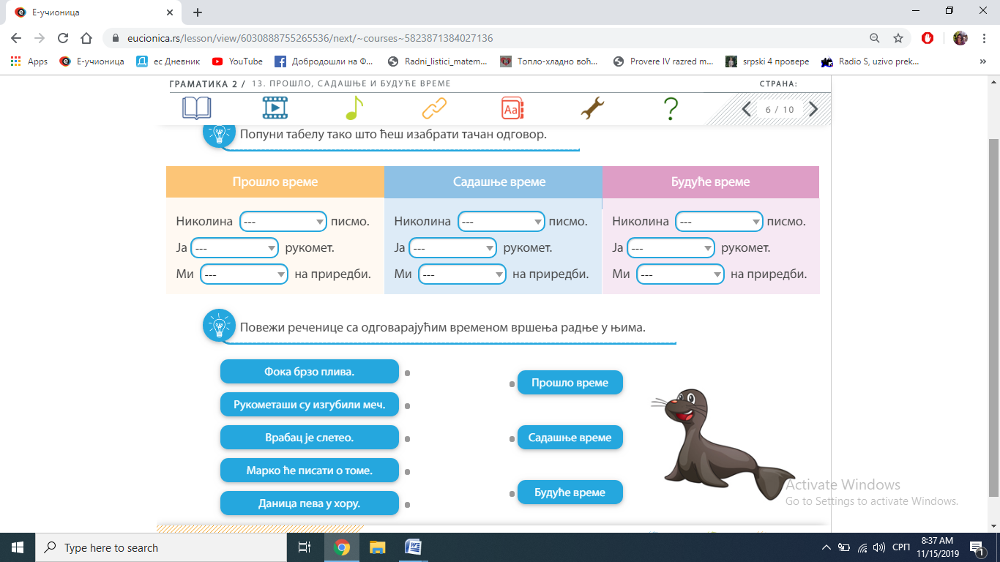 Е-учионица
eucionica.rs/lesson/view/6030888755265536/next/~courses~5823871384027136
Apps Е-учионица ес Дневник YouTube Добродошли на Ф... Radni_listici_matem... Топло-хладно воћ... Provere IV razred m... srpski 4 провере Radio S, uzivo prek... »
ГРАМАТИКА 2 / 13. ПРОШЛО, САДАШЊЕ И БУДУЋЕ ВРЕМЕ СТРАНА:
Aa ? 6 / 10
Попуни табелу тако што ћеш изабрати тачан одговор.
Прошло време Садашње време Будуће време
Николина --- писмо. Николина --- писмо. Николина --- писмо.
Ја --- рукомет. Ја --- рукомет. Ја --- рукомет.
Ми --- на приредби. Ми --- на приредби. Ми --- на приредби.
Повежи реченице са одговарајућим временом вршења радње у њима.
Фока брзо плива.
Прошло време
Рукометаши су изгубили меч.
Врабац је слетео.
Садашње време
Марко ће писати о томе.
Будуће време
Даница пева у хору.
Activate Windows
Go to Settings to activate Windows.
Type here to search
СРП
8:37 AM
11/15/2019
1